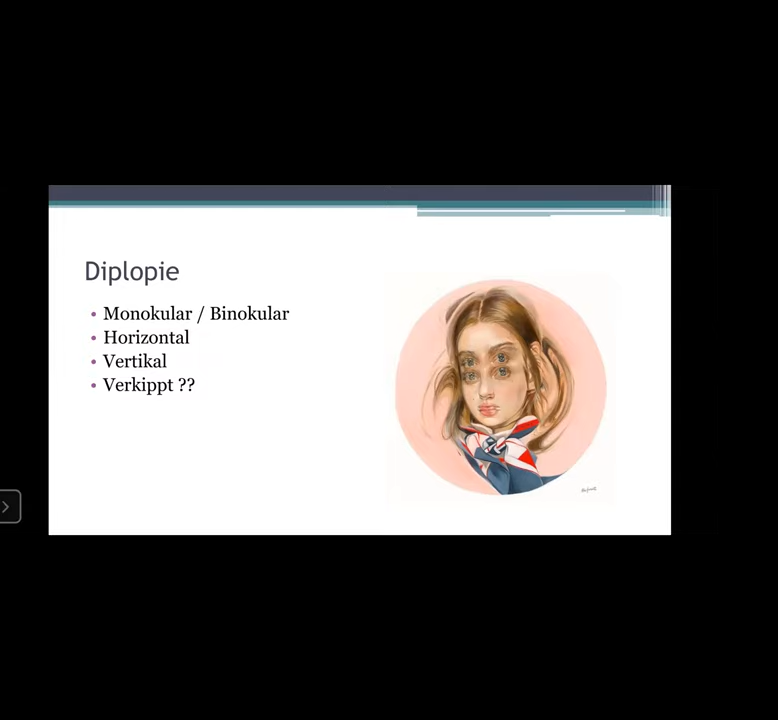 Diplopie
• Monokular / Binokular
• Horizontal
• Vertikal
• Verkippt ??